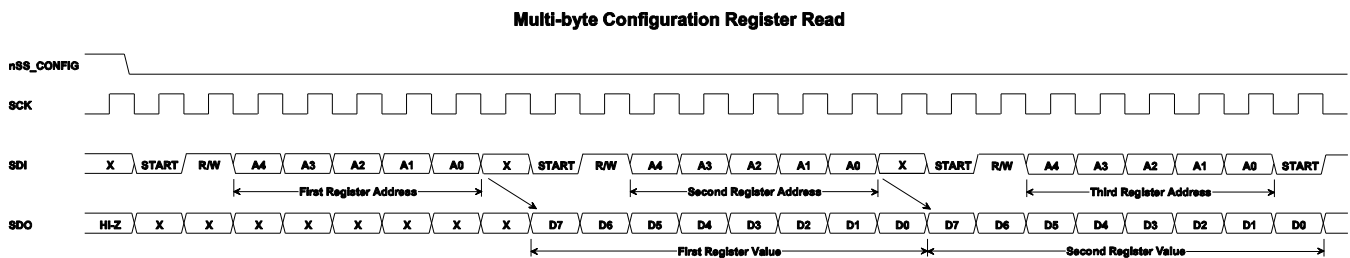 Multi-byte Configuration Register Read
nSS_CONFIG
SCK
SDI X START R/W A4 A3 A2 A1 A0 X START R/W A4 A3 A2 A1 A0 X START R/W A4 A3 A2 A1 A0 START
First Register Address Second Register Address Third Register Address
SDO HI-Z X X X X X X X X D7 D6 D5 D4 D3 D2 D1 D0 D7 D6 D5 D4 D3 D2 D1 D0
First Register Value Second Register Value